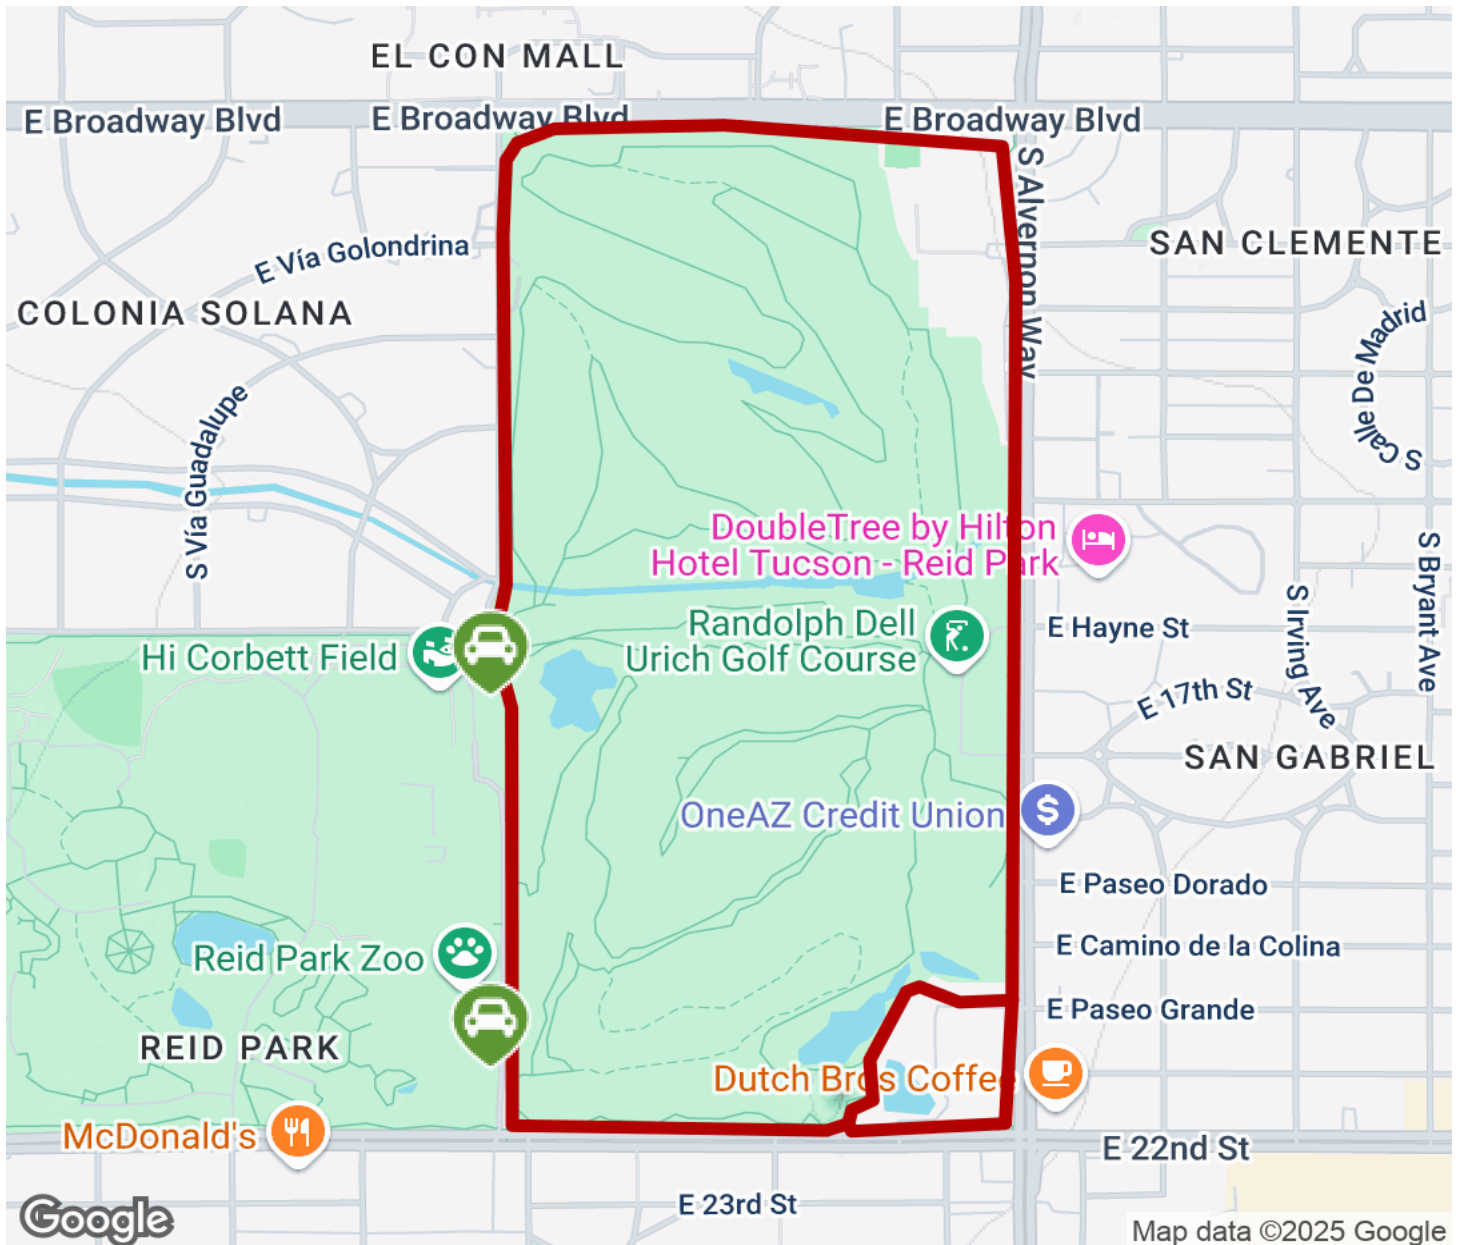 EL CON MALL
E Broadway Blvd
E Broadway Blvd
E Broadway Blvd
S Alvernon Way
E Vía Golondrina
SAN CLEMENTE
COLONIA SOLANA
S Calle De Madrid
S Vía Guadalupe
DoubleTree by Hilton
Hotel Tucson - Reid Park
S Bryant Ave
S Irving Ave
Randolph Dell
Urich Golf Course
E Hayne St
Hi Corbett Field
E 17th St
SAN GABRIEL
OneAZ Credit Union
$
E Paseo Dorado
Reid Park Zoo
E Camino de la Colina
E Paseo Grande
REID PARK
Dutch Bros Coffee
McDonald's
E 22nd St
E 23rd St
Google
Map data ©2025 Google